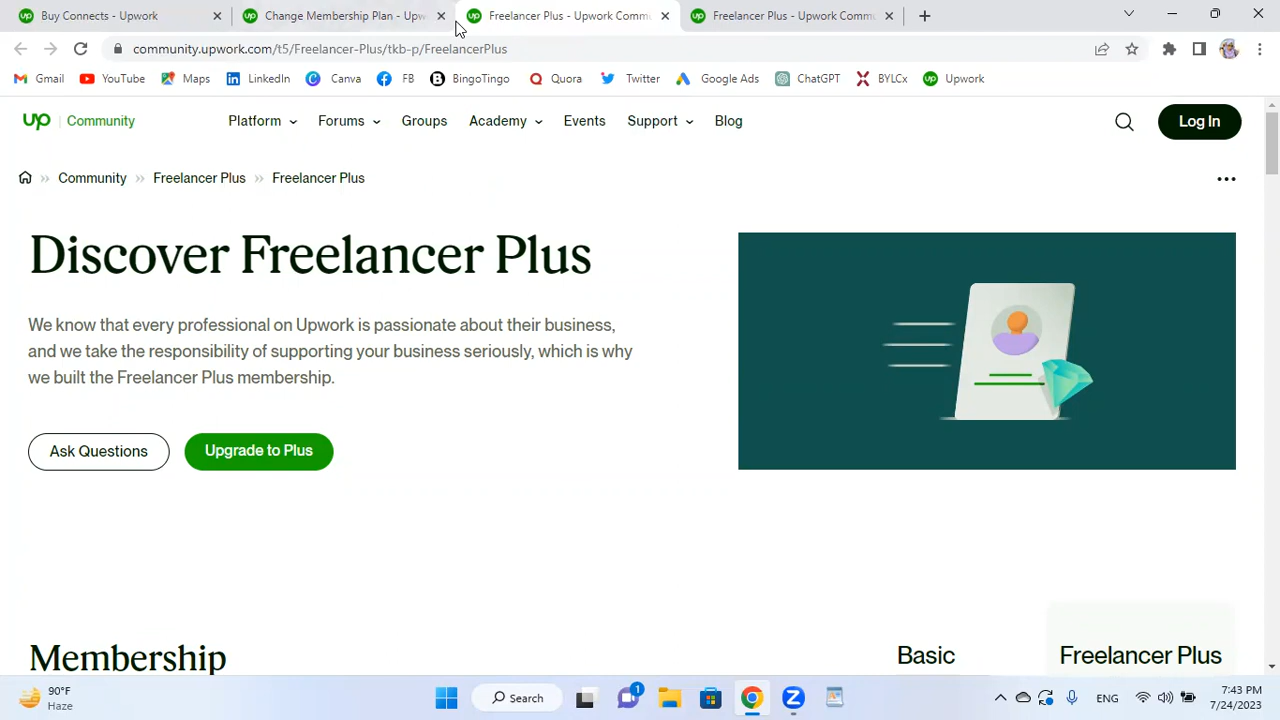 Buy Connects - Upwork
Change Membership Plan - Upw
Freelancer Plus - Upwork Commu
Freelancer Plus - Upwork Commu
community.upwork.com/t5/Freelancer-Plus/tkb-p/FreelancerPlus
Gmail YouTube Maps LinkedIn Canva FB BingoTingo Quora Twitter Google Ads ChatGPT BYLCx Upwork
up Community Platform Forums Groups Academy Events Support Blog Log In
Community » Freelancer Plus » Freelancer Plus
Discover Freelancer Plus
We know that every professional on Upwork is passionate about their business,
and we take the responsibility of supporting your business seriously, which is why
we built the Freelancer Plus membership.
Ask Questions Upgrade to Plus
Membership Basic Freelancer Plus
90°F
Haze
Search
1
ENG
7:43 PM
7/24/2023